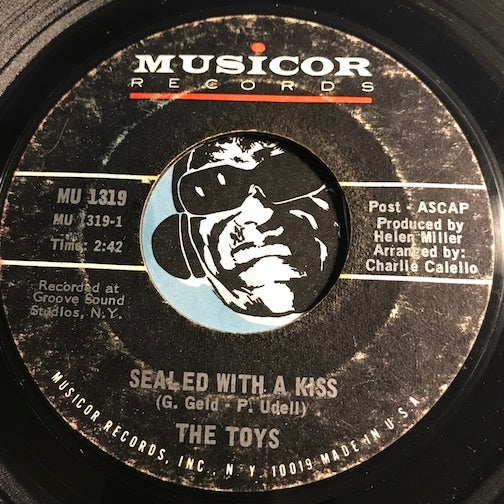 MUSICOR
RECORDS
MU 1319
MU 1319-1
Time: 2:42
Post - ASCAP
Produced by
Helen Miller
Arranged by:
Charlie Calello
Recorded at
Groove Sound
Studios, N.Y.
SEALED WITH A KISS
(G. Geld - P. Udell)
THE TOYS
MUSICOR RECORDS, INC., N.Y. 10019 MADE IN U.S.A.